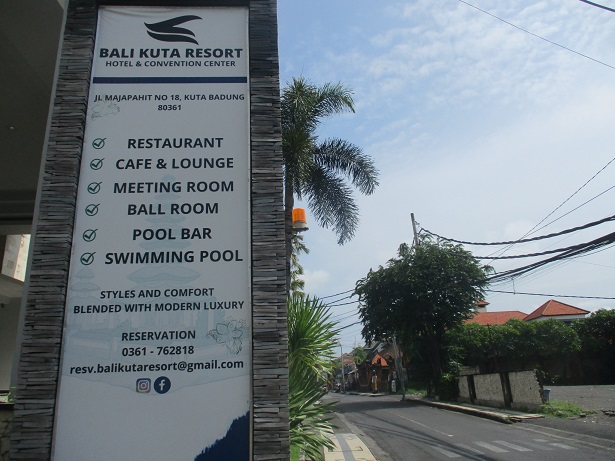 BALI KUTA RESORT
HOTEL & CONVENTION CENTER
JL MAJAPAHIT NO 18, KUTA BADUNG
80361
RESTAURANT
CAFE & LOUNGE
MEETING ROOM
BALL ROOM
POOL BAR
SWIMMING POOL
STYLES AND COMFORT
BLENDED WITH MODERN LUXURY
RESERVATION
0361 - 762818
resv.balikutaresort@gmail.com